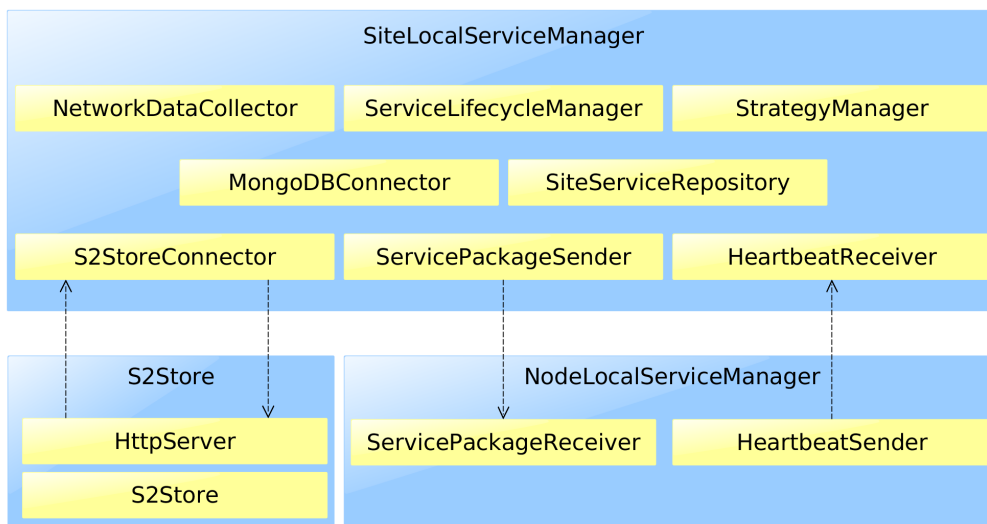 SiteLocalServiceManager
NetworkDataCollector
ServiceLifecycleManager
StrategyManager
MongoDBConnector
SiteServiceRepository
S2StoreConnector
ServicePackageSender
HeartbeatReceiver
S2Store
NodeLocalServiceManager
HttpServer
ServicePackageReceiver
HeartbeatSender
S2Store